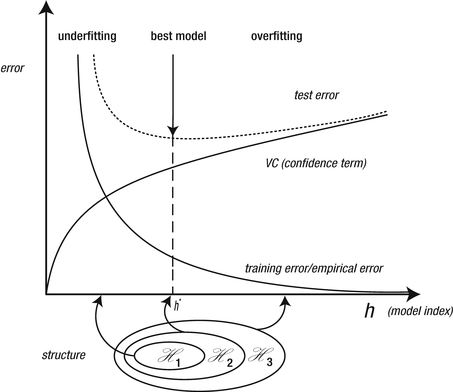 underfitting best model overfitting
error
test error
VC (confidence term)
training error/empirical error
h*
h (model index)
structure
ℋ1 ℋ2 ℋ3